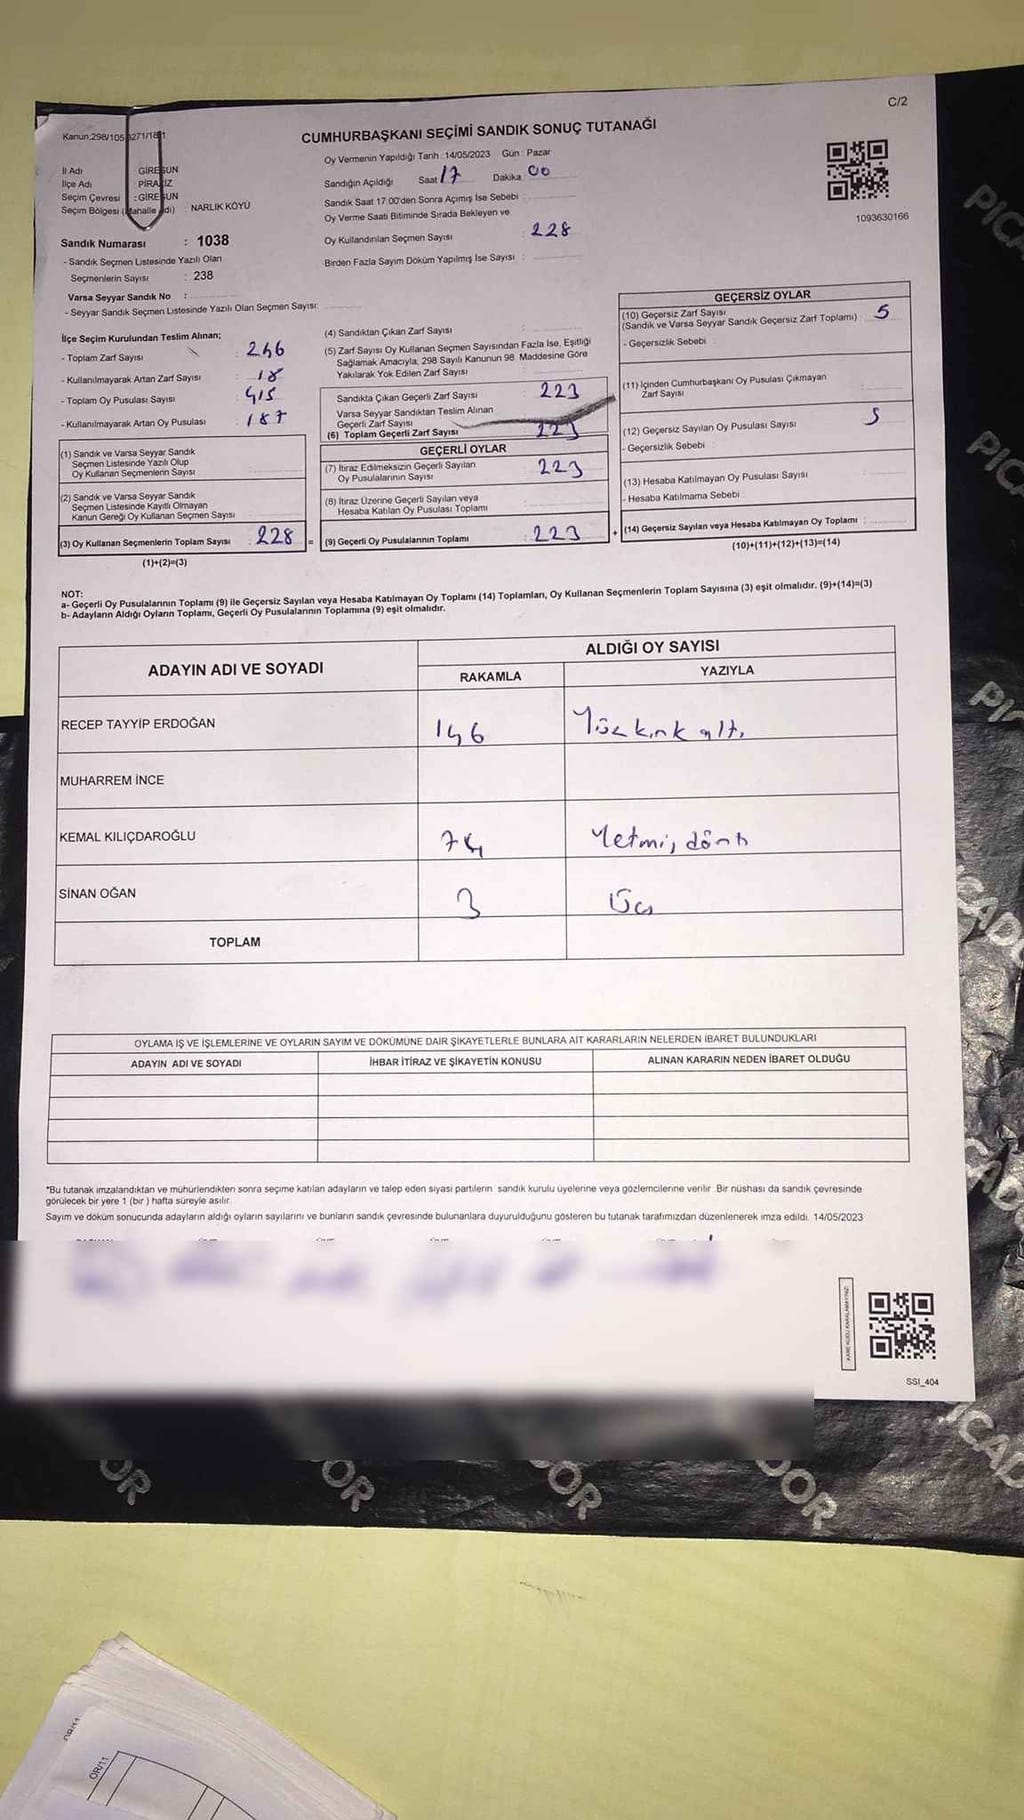 C/2
Kanun,298/105 271/18 1
CUMHURBAŞKANI SEÇİMİ SANDIK SONUÇ TUTANAĞI
İl Adı GİRESUN
İlçe Adı PİRAZİZ
Seçim Çevresi : GİRESUN
Seçim Bölgesi (Mahalle Adı) : NARLIK KÖYÜ
Oy Vermenin Yapıldığı Tarih : 14/05/2023 Gün : Pazar
Sandığın Açıldığı Saat 17 Dakika 00
Sandık Saat 17:00'den Sonra Açımış İse Sebebi :
Oy Verme Saati Bitiminde Sırada Bekleyen ve
Oy Kullandırılan Seçmen Sayısı : 228
Birden Fazla Sayım Döküm Yapılmış İse Sayısı :
1093630166
Sandık Numarası : 1038
- Sandık Seçmen Listesinde Yazılı Olan
Seçmenlerin Sayısı : 238
Varsa Seyyar Sandık No :
- Seyyar Sandık Seçmen Listesinde Yazılı Olan Seçmen Sayısı:
İlçe Seçim Kurulundan Teslim Alınan;
- Toplam Zarf Sayısı : 246
- Kullanılmayarak Artan Zarf Sayısı : 18
- Toplam Oy Pusulası Sayısı : 415
- Kullanılmayarak Artan Oy Pusulası : 187
(1) Sandık ve Varsa Seyyar Sandık
Seçmen Listesinde Yazılı Olup
Oy Kullanan Seçmenlerin Sayısı
(2) Sandık ve Varsa Seyyar Sandık
Seçmen Listesinde Kayıtlı Olmayan
Kanun Gereği Oy Kullanan Seçmen Sayısı
(3) Oy Kullanan Seçmenlerin Toplam Sayısı : 228 =
(1)+(2)=(3)
(4) Sandıktan Çıkan Zarf Sayısı
(5) Zarf Sayısı Oy Kullanan Seçmen Sayısından Fazla İse, Eşitliği
Sağlamak Amacıyla; 298 Sayılı Kanunun 98. Maddesine Göre
Yakılarak Yok Edilen Zarf Sayısı
Sandıkta Çıkan Geçerli Zarf Sayısı : 223
Varsa Seyyar Sandıktan Teslim Alınan
Geçerli Zarf Sayısı
(6) Toplam Geçerli Zarf Sayısı 223
GEÇERLİ OYLAR
(7) İtiraz Edilmeksizin Geçerli Sayılan
Oy Pusulalarının Sayısı : 223
(8) İtiraz Üzerine Geçerli Sayılan veya
Hesaba Katılan Oy Pusulası Toplamı
(9) Geçerli Oy Pusulalarının Toplamı : 223 +
GEÇERSİZ OYLAR
(10) Geçersiz Zarf Sayısı
(Sandık ve Varsa Seyyar Sandık Geçersiz Zarf Toplamı) : 5
- Geçersizlik Sebebi :
(11) İçinden Cumhurbaşkanı Oy Pusulası Çıkmayan
Zarf Sayısı
(12) Geçersiz Sayılan Oy Pusulası Sayısı 5
- Geçersizlik Sebebi :
(13) Hesaba Katılmayan Oy Pusulası Sayısı
- Hesaba Katılmama Sebebi :
(14) Geçersiz Sayılan veya Hesaba Katılmayan Oy Toplamı :
(10)+(11)+(12)+(13)=(14)
NOT:
a- Geçerli Oy Pusulalarının Toplamı (9) ile Geçersiz Sayılan veya Hesaba Katılmayan Oy Toplamı (14) Toplamları, Oy Kullanan Seçmenlerin Toplam Sayısına (3) eşit olmalıdır. (9)+(14)=(3)
b- Adayların Aldığı Oyların Toplamı, Geçerli Oy Pusulalarının Toplamına (9) eşit olmalıdır.
ADAYIN ADI VE SOYADI
ALDIĞI OY SAYISI
RAKAMLA YAZIYLA
RECEP TAYYİP ERDOĞAN 146 Yüz kırk altı
MUHARREM İNCE
KEMAL KILIÇDAROĞLU 74 Yetmiş dört
SİNAN OĞAN 3 Üç
TOPLAM
OYLAMA İŞ VE İŞLEMLERİNE VE OYLARIN SAYIM VE DÖKÜMÜNE DAİR ŞİKAYETLERLE BUNLARA AİT KARARLARIN NELERDEN İBARET BULUNDUKLARI
ADAYIN ADI VE SOYADI İHBAR İTİRAZ VE ŞİKAYETİN KONUSU ALINAN KARARIN NEDEN İBARET OLDUĞU
*Bu tutanak imzalandıktan ve mühürlendikten sonra seçime katılan adayların ve talep eden siyasi partilerin sandık kurulu üyelerine veya gözlemcilerine verilir. Bir nüshası da sandık çevresinde
görülecek bir yere 1 (bir ) hafta süreyle asılır.
Sayım ve döküm sonucunda adayların aldığı oyların sayılarını ve bunların sandık çevresinde bulunanlara duyurulduğunu gösteren bu tutanak tarafımızdan düzenlenerek imza edildi. 14/05/2023
KARE KODU KARALAMAYINIZ!
SSI_404
PICADOR
OR/11
OR/11